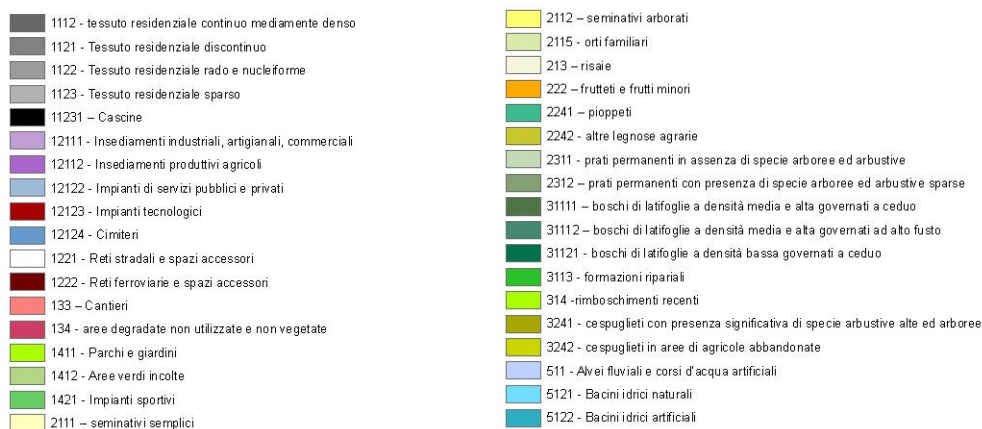 1112 - tessuto residenziale continuo mediamente denso
1121 - Tessuto residenziale discontinuo
1122 - Tessuto residenziale rado e nucleiforme
1123 - Tessuto residenziale sparso
11231 – Cascine
12111 - Insediamenti industriali, artigianali, commerciali
12112 - Insediamenti produttivi agricoli
12122 - Impianti di servizi pubblici e privati
12123 - Impianti tecnologici
12124 - Cimiteri
1221 - Reti stradali e spazi accessori
1222 - Reti ferroviarie e spazi accessori
133 – Cantieri
134 - aree degradate non utilizzate e non vegetate
1411 - Parchi e giardini
1412 - Aree verdi incolte
1421 - Impianti sportivi
2111 – seminativi semplici
2112 – seminativi arborati
2115 - orti familiari
213 – risaie
222 – frutteti e frutti minori
2241 – pioppeti
2242 - altre legnose agrarie
2311 - prati permanenti in assenza di specie arboree ed arbustive
2312 – prati permanenti con presenza di specie arboree ed arbustive sparse
31111 – boschi di latifoglie a densità media e alta governati a ceduo
31112 – boschi di latifoglie a densità media e alta governati ad alto fusto
31121 - boschi di latifoglie a densità bassa governati a ceduo
3113 - formazioni ripariali
314 -rimboschimenti recenti
3241 - cespuglieti con presenza significativa di specie arbustive alte ed arboree
3242 - cespuglieti in aree di agricole abbandonate
511 - Alvei fluviali e corsi d'acqua artificiali
5121 - Bacini idrici naturali
5122 - Bacini idrici artificiali